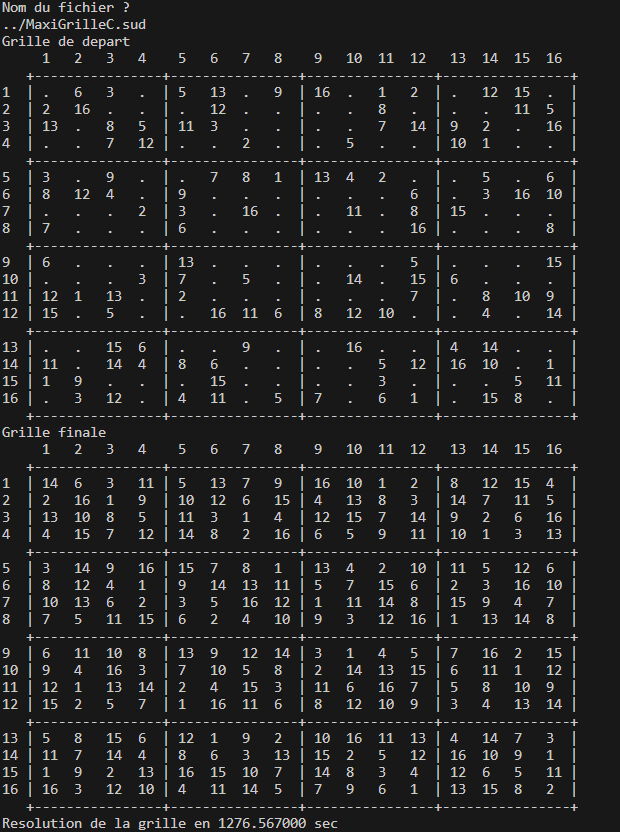 Nom du fichier ?
../MaxiGrilleC.sud
Grille de depart
     1  2  3  4    5  6  7  8    9  10 11 12   13 14 15 16
   +----------------+----------------+----------------+----------------+
1  | .  6  3  .  | 5  13 .  9  | 16 .  1  2  | .  12 15 .  |
2  | 2  16 .  .  | .  12 .  .  | .  .  8  .  | .  .  11 5  |
3  | 13 .  8  5  | 11 3  .  .  | .  .  7  14 | 9  2  .  16 |
4  | .  .  7  12 | .  .  2  .  | .  5  .  .  | 10 1  .  .  |
   +----------------+----------------+----------------+----------------+
5  | 3  .  9  .  | .  7  8  1  | 13 4  2  .  | .  5  .  6  |
6  | 8  12 4  .  | 9  .  .  .  | .  .  .  6  | .  3  16 10 |
7  | .  .  .  2  | 3  .  16 .  | .  11 .  8  | 15 .  .  .  |
8  | 7  .  .  .  | 6  .  .  .  | .  .  .  16 | .  .  .  8  |
   +----------------+----------------+----------------+----------------+
9  | 6  .  .  .  | 13 .  .  .  | .  .  .  5  | .  .  .  15 |
10 | .  .  .  3  | 7  .  5  .  | .  14 .  15 | 6  .  .  .  |
11 | 12 1  13 .  | 2  .  .  .  | .  .  .  7  | .  8  10 9  |
12 | 15 .  5  .  | .  16 11 6  | 8  12 10 .  | .  4  .  14 |
   +----------------+----------------+----------------+----------------+
13 | .  .  15 6  | .  .  9  .  | .  16 .  .  | 4  14 .  .  |
14 | 11 .  14 4  | 8  6  .  .  | .  .  5  12 | 16 10 .  1  |
15 | 1  9  .  .  | .  15 .  .  | .  .  3  .  | .  .  5  11 |
16 | .  3  12 .  | 4  11 .  5  | 7  .  6  1  | .  15 8  .  |
   +----------------+----------------+----------------+----------------+
Grille finale
     1  2  3  4    5  6  7  8    9  10 11 12   13 14 15 16
   +----------------+----------------+----------------+----------------+
1  | 14 6  3  11 | 5  13 7  9  | 16 10 1  2  | 8  12 15 4  |
2  | 2  16 1  9  | 10 12 6  15 | 4  13 8  3  | 14 7  11 5  |
3  | 13 10 8  5  | 11 3  1  4  | 12 15 7  14 | 9  2  6  16 |
4  | 4  15 7  12 | 14 8  2  16 | 6  5  9  11 | 10 1  3  13 |
   +----------------+----------------+----------------+----------------+
5  | 3  14 9  16 | 15 7  8  1  | 13 4  2  10 | 11 5  12 6  |
6  | 8  12 4  1  | 9  14 13 11 | 5  7  15 6  | 2  3  16 10 |
7  | 10 13 6  2  | 3  5  16 12 | 1  11 14 8  | 15 9  4  7  |
8  | 7  5  11 15 | 6  2  4  10 | 9  3  12 16 | 1  13 14 8  |
   +----------------+----------------+----------------+----------------+
9  | 6  11 10 8  | 13 9  12 14 | 3  1  4  5  | 7  16 2  15 |
10 | 9  4  16 3  | 7  10 5  8  | 2  14 13 15 | 6  11 1  12 |
11 | 12 1  13 14 | 2  4  15 3  | 11 6  16 7  | 5  8  10 9  |
12 | 15 2  5  7  | 1  16 11 6  | 8  12 10 9  | 3  4  13 14 |
   +----------------+----------------+----------------+----------------+
13 | 5  8  15 6  | 12 1  9  2  | 10 16 11 13 | 4  14 7  3  |
14 | 11 7  14 4  | 8  6  3  13 | 15 2  5  12 | 16 10 9  1  |
15 | 1  9  2  13 | 16 15 10 7  | 14 8  3  4  | 12 6  5  11 |
16 | 16 3  12 10 | 4  11 14 5  | 7  9  6  1  | 13 15 8  2  |
   +----------------+----------------+----------------+----------------+
Resolution de la grille en 1276.567000 sec